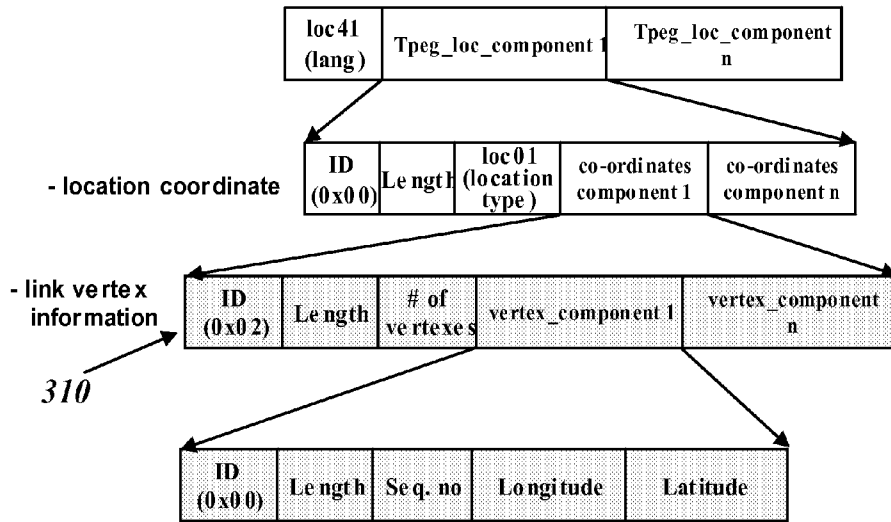 loc41
(lang)
Tpeg_loc_component 1
Tpeg_loc_component
n
- location coordinate
ID
(0x00)
Length
loc01
(location
type)
co-ordinates
component 1
co-ordinates
component n
- link vertex
information
ID
(0x02)
Length
# of
vertexes
vertex_component 1
vertex_component
n
310
ID
(0x00)
Length
Seq. no
Longitude
Latitude